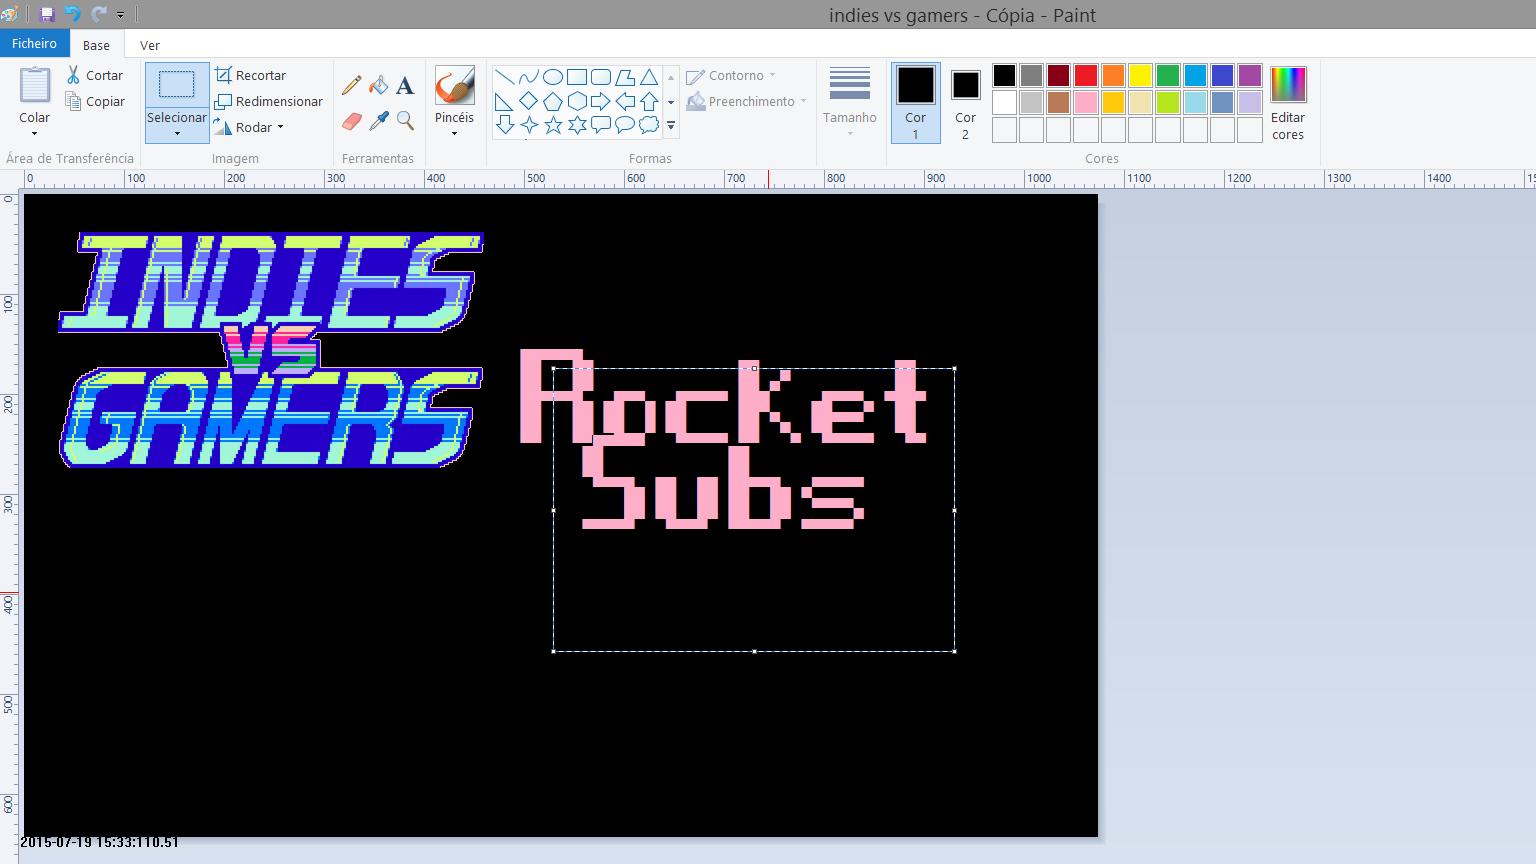 indies vs gamers - Cópia - Paint
Ficheiro Base Ver
Colar
Cortar
Copiar
Área de Transferência
Selecionar
Recortar
Redimensionar
Rodar
Imagem
A
Ferramentas
Pincéis
Contorno
Preenchimento
Formas
Tamanho
Cor 1
Cor 2
Editar cores
Cores
0 100 200 300 400 500 600 700 800 900 1000 1100 1200 1300 1400
0
100
200
300
400
500
600
INDIES
VS
GAMERS
Rocket
Subs
2015-07-19 15:33:110.51